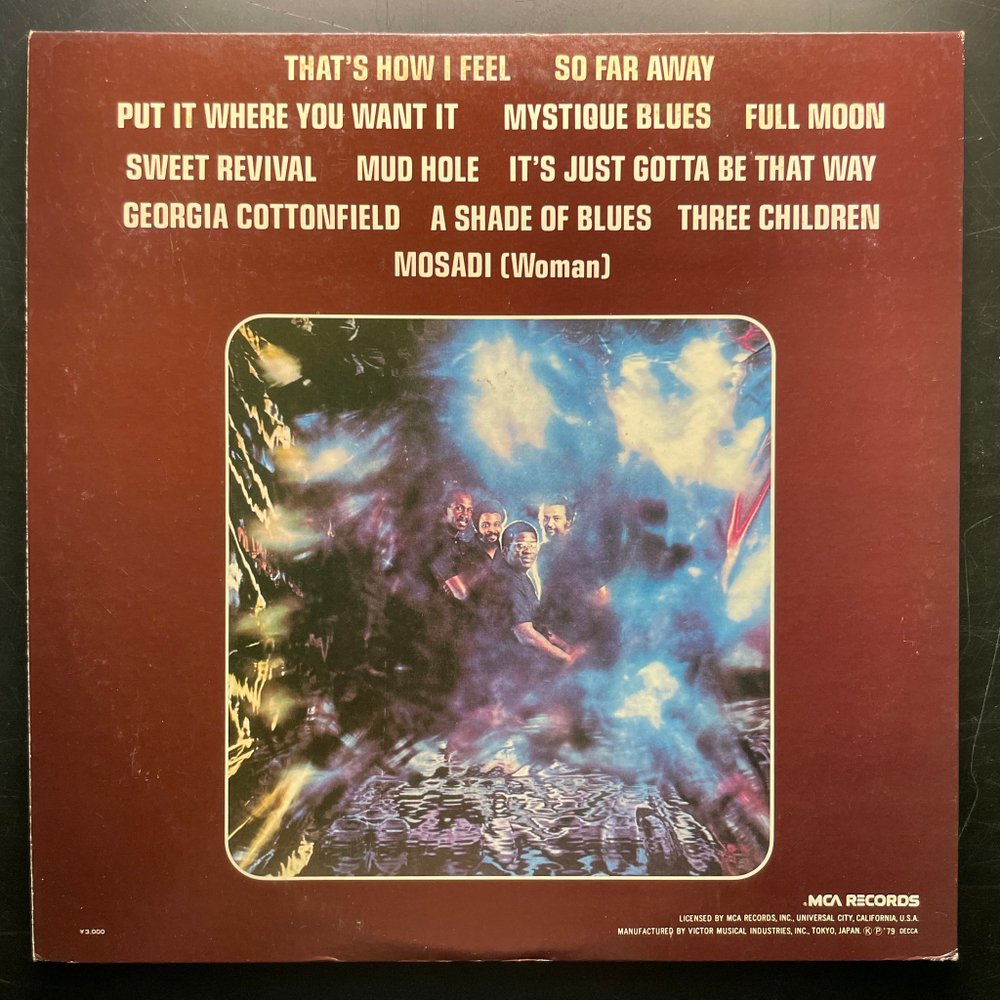 THAT'S HOW I FEEL SO FAR AWAY
PUT IT WHERE YOU WANT IT MYSTIQUE BLUES FULL MOON
SWEET REVIVAL MUD HOLE IT'S JUST GOTTA BE THAT WAY
GEORGIA COTTONFIELD A SHADE OF BLUES THREE CHILDREN
MOSADI (Woman)
.MCA RECORDS
LICENSED BY MCA RECORDS, INC., UNIVERSAL CITY, CALIFORNIA, U.S.A.
¥3,000
MANUFACTURED BY VICTOR MUSICAL INDUSTRIES, INC., TOKYO, JAPAN. Ⓚ Ⓟ '79 DECCA